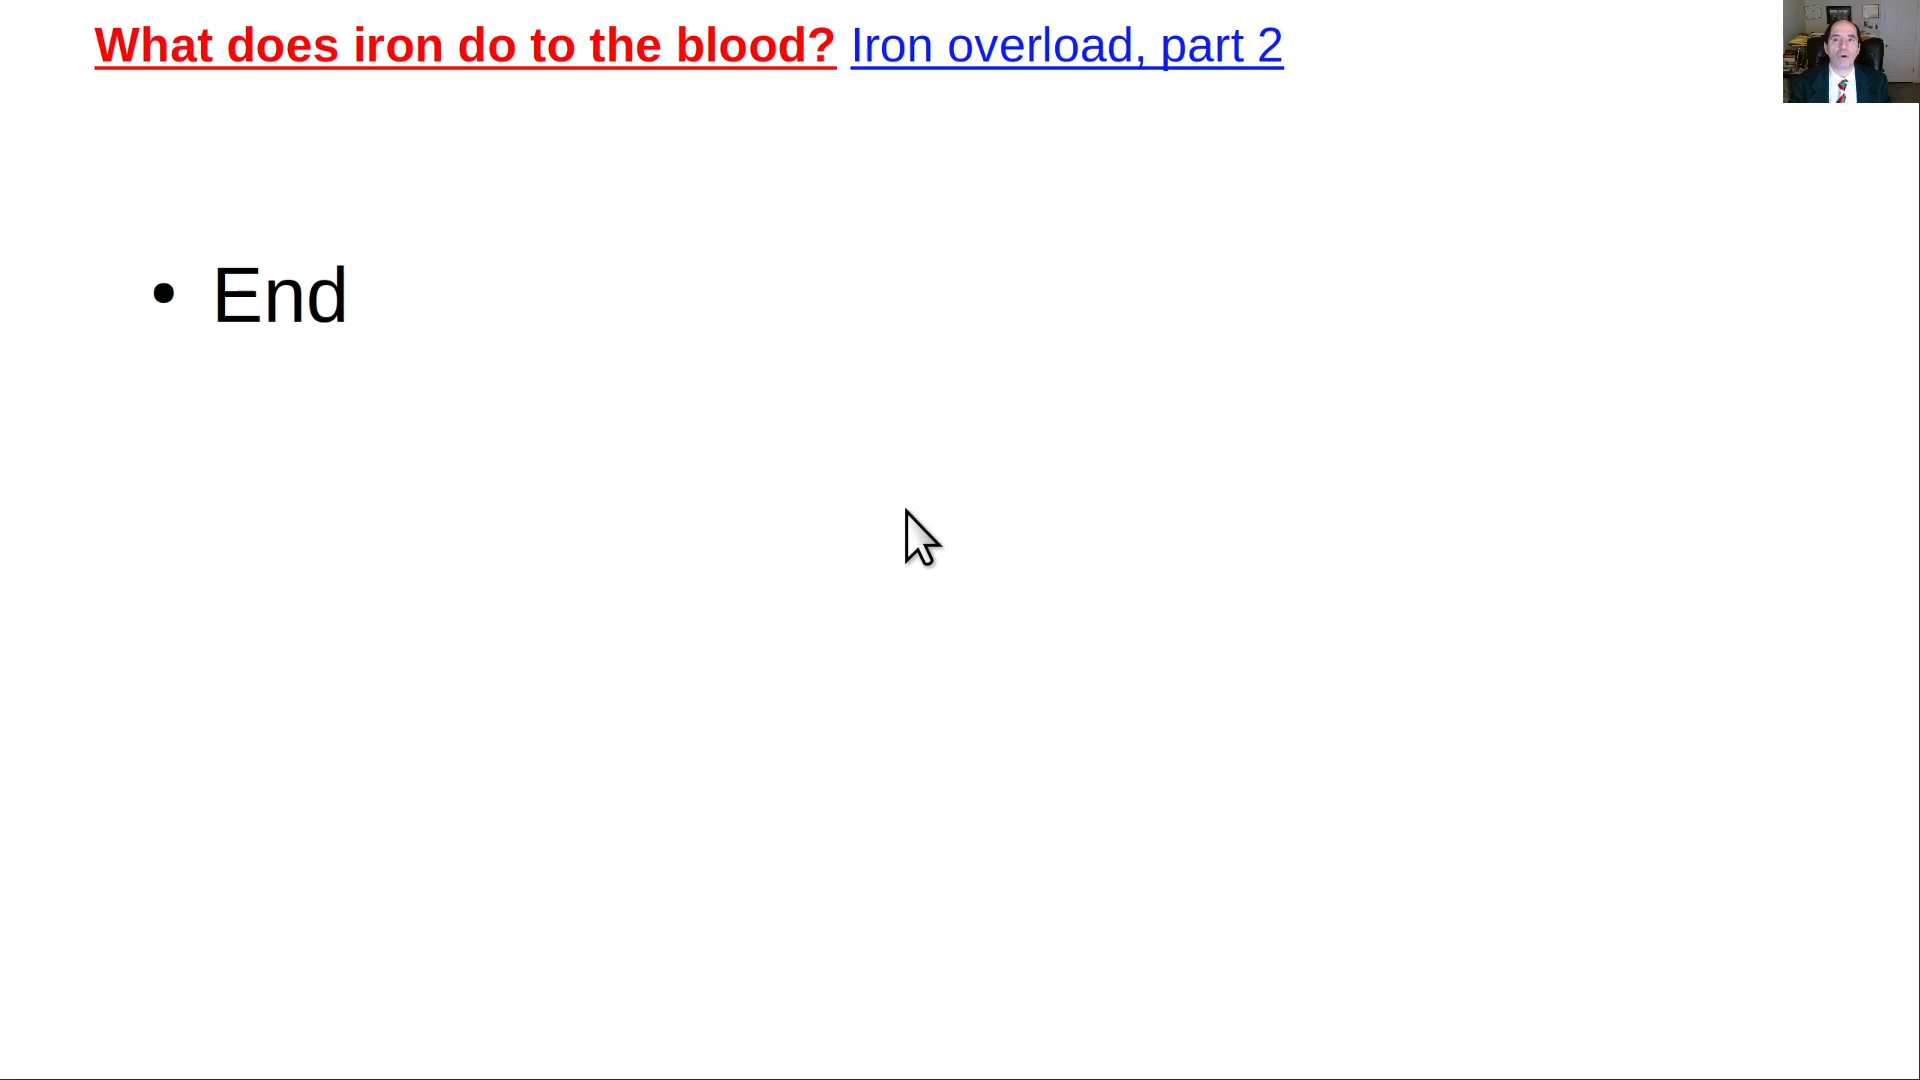 What does iron do to the blood? Iron overload, part 2
• End